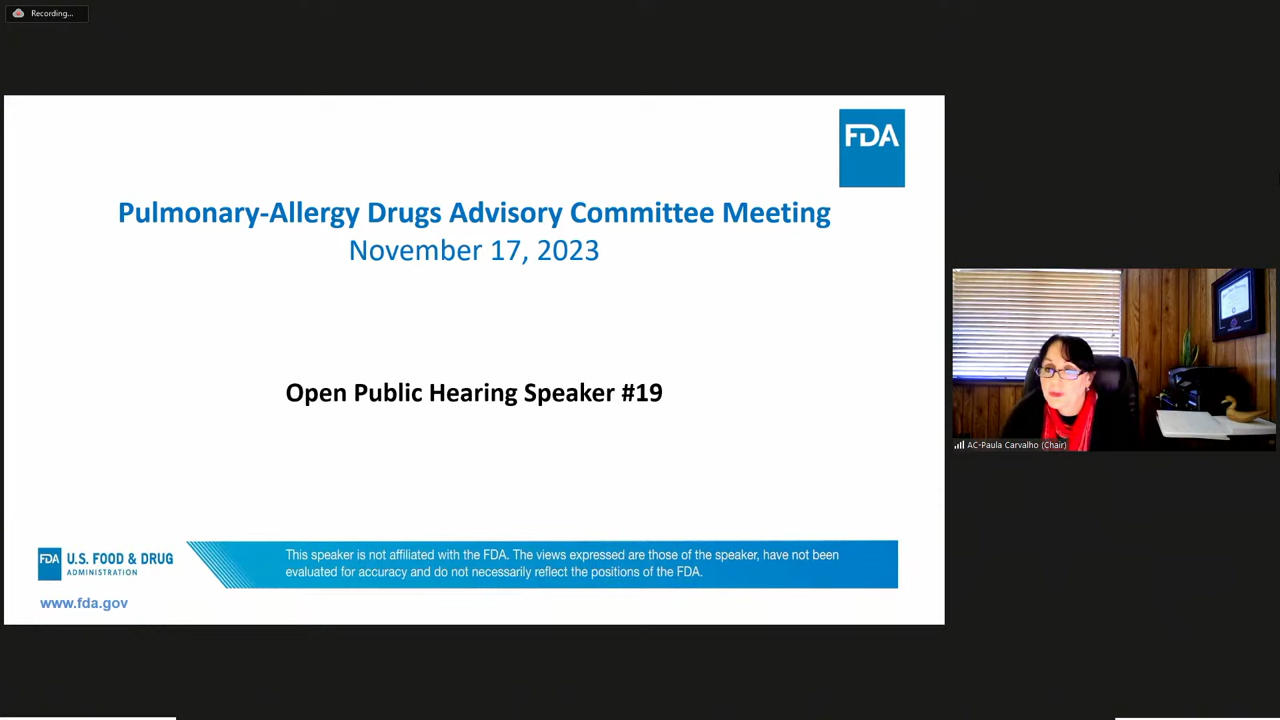 Recording...
FDA
Pulmonary-Allergy Drugs Advisory Committee Meeting
November 17, 2023
Open Public Hearing Speaker #19
AC-Paula Carvalho (Chair)
FDA
U.S. FOOD & DRUG
ADMINISTRATION
This speaker is not affiliated with the FDA. The views expressed are those of the speaker, have not been
evaluated for accuracy and do not necessarily reflect the positions of the FDA.
www.fda.gov